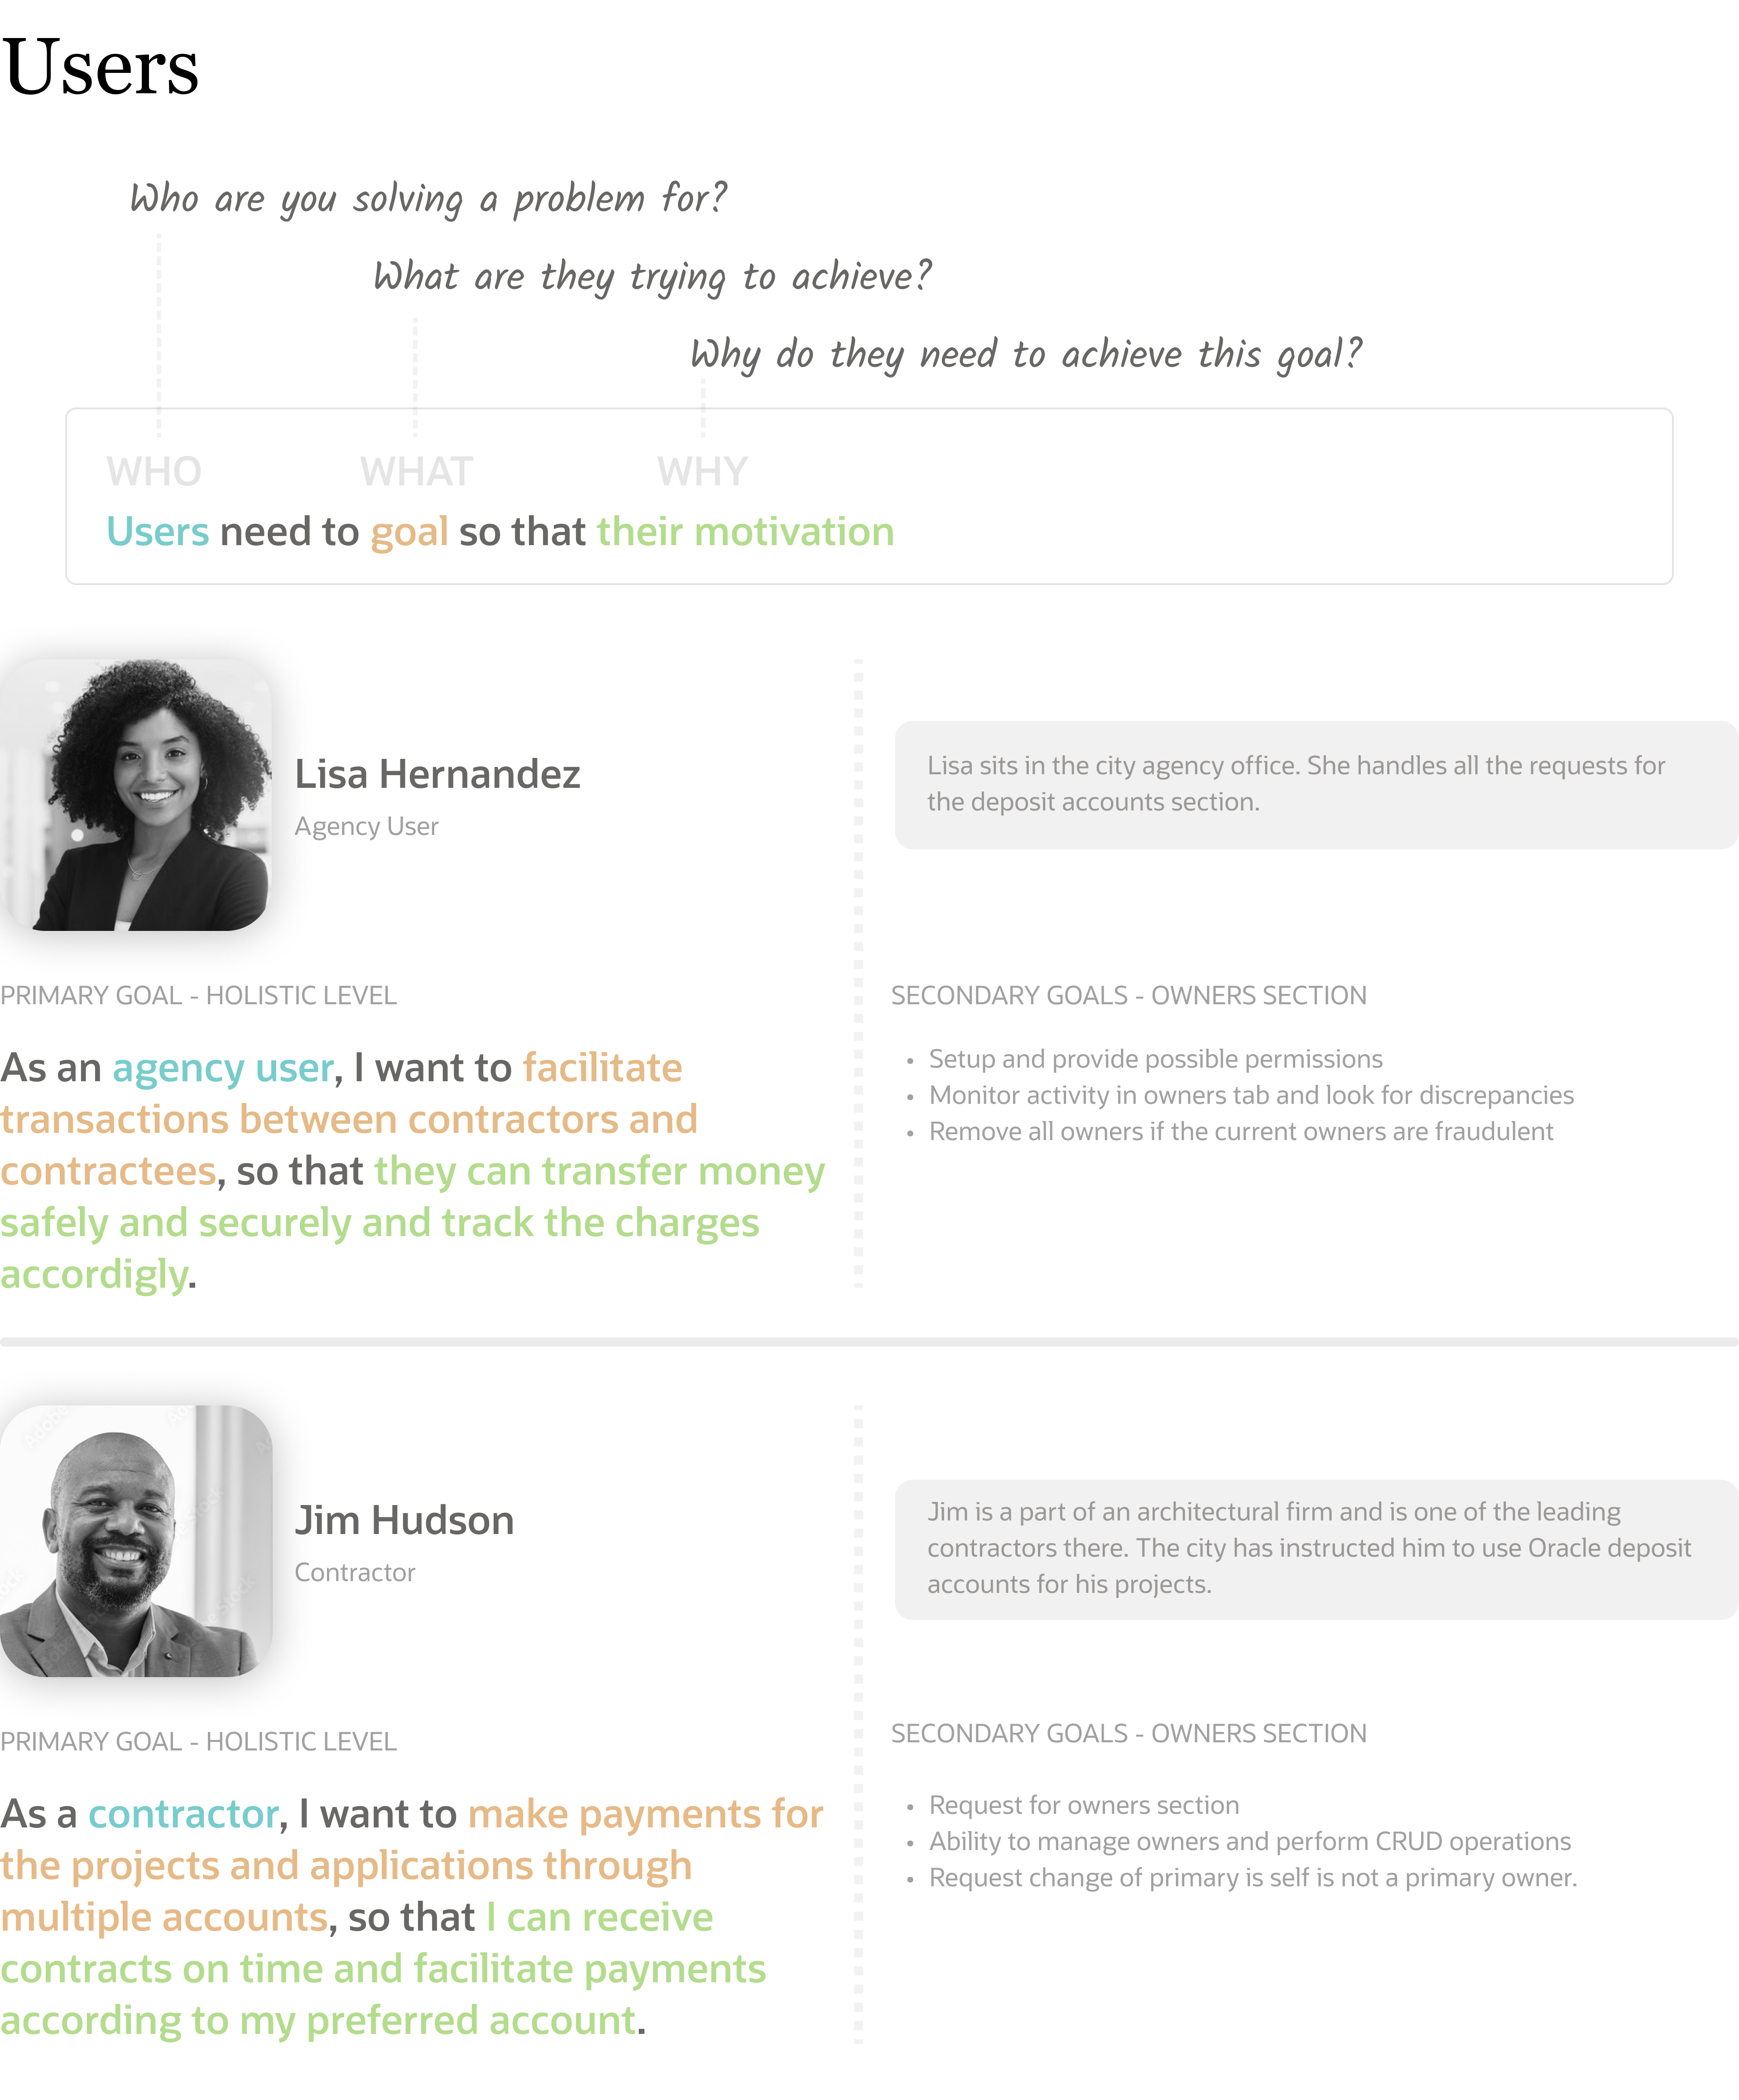 Users
Who are you solving a problem for?
What are they trying to achieve?
Why do they need to achieve this goal?
WHO WHAT WHY
Users need to goal so that their motivation
Lisa Hernandez
Agency User
Lisa sits in the city agency office. She handles all the requests for
the deposit accounts section.
PRIMARY GOAL - HOLISTIC LEVEL
As an agency user, I want to facilitate
transactions between contractors and
contractees, so that they can transfer money
safely and securely and track the charges
accordigly.
SECONDARY GOALS - OWNERS SECTION
• Setup and provide possible permissions
• Monitor activity in owners tab and look for discrepancies
• Remove all owners if the current owners are fraudulent
Jim Hudson
Contractor
Jim is a part of an architectural firm and is one of the leading
contractors there. The city has instructed him to use Oracle deposit
accounts for his projects.
PRIMARY GOAL - HOLISTIC LEVEL
As a contractor, I want to make payments for
the projects and applications through
multiple accounts, so that I can receive
contracts on time and facilitate payments
according to my preferred account.
SECONDARY GOALS - OWNERS SECTION
• Request for owners section
• Ability to manage owners and perform CRUD operations
• Request change of primary is self is not a primary owner.